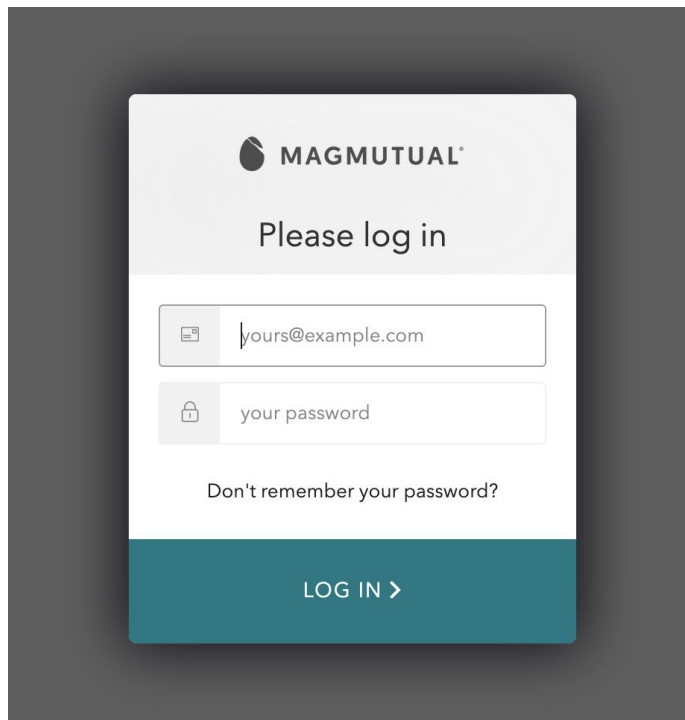 MAGMUTUAL®
Please log in
yours@example.com
your password
Don't remember your password?
LOG IN >